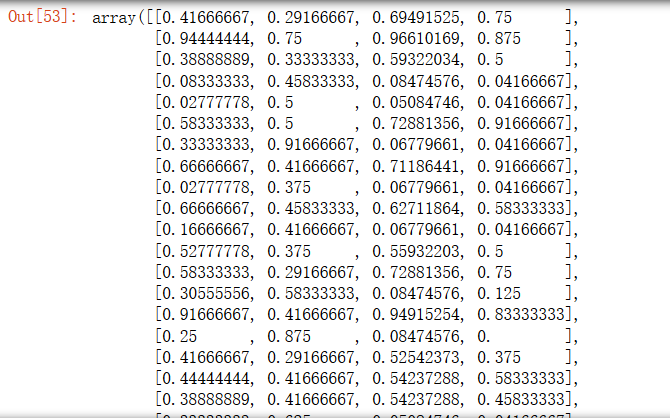 Out[53]: array([[0.41666667, 0.29166667, 0.69491525, 0.75      ],
[0.94444444, 0.75      , 0.96610169, 0.875     ],
[0.38888889, 0.33333333, 0.59322034, 0.5       ],
[0.08333333, 0.45833333, 0.08474576, 0.04166667],
[0.02777778, 0.5       , 0.05084746, 0.04166667],
[0.58333333, 0.5       , 0.72881356, 0.91666667],
[0.33333333, 0.91666667, 0.06779661, 0.04166667],
[0.66666667, 0.41666667, 0.71186441, 0.91666667],
[0.02777778, 0.375     , 0.06779661, 0.04166667],
[0.66666667, 0.45833333, 0.62711864, 0.58333333],
[0.16666667, 0.41666667, 0.06779661, 0.04166667],
[0.52777778, 0.375     , 0.55932203, 0.5       ],
[0.58333333, 0.29166667, 0.72881356, 0.75      ],
[0.30555556, 0.58333333, 0.08474576, 0.125     ],
[0.91666667, 0.41666667, 0.94915254, 0.83333333],
[0.25      , 0.875     , 0.08474576, 0.        ],
[0.41666667, 0.29166667, 0.52542373, 0.375     ],
[0.44444444, 0.41666667, 0.54237288, 0.58333333],
[0.38888889, 0.41666667, 0.54237288, 0.45833333],